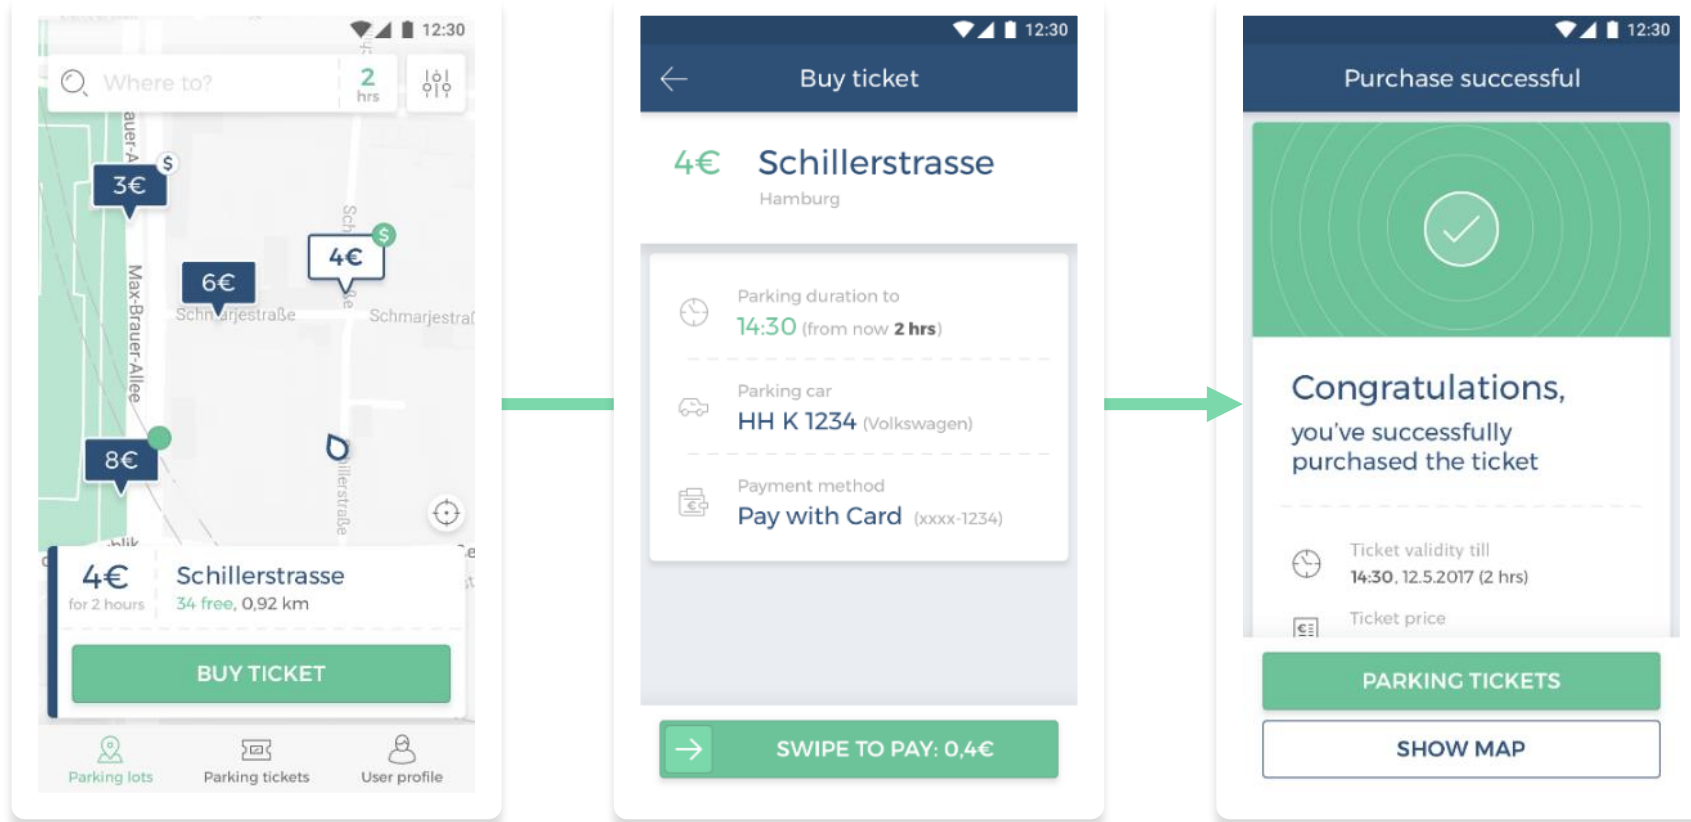 12:30
Where to?
2
hrs
3€
$
4€
$
6€
8€
Max-Brauer-Allee
Schmarjestraße
4€
for 2 hours
Schillerstrasse
34 free, 0,92 km
BUY TICKET
Parking lots
Parking tickets
User profile
12:30
Buy ticket
4€
Schillerstrasse
Hamburg
Parking duration to
14:30 (from now 2 hrs)
Parking car
HH K 1234 (Volkswagen)
Payment method
Pay with Card (xxxx-1234)
SWIPE TO PAY: 0,4€
12:30
Purchase successful
Congratulations,
you've successfully
purchased the ticket
Ticket validity till
14:30, 12.5.2017 (2 hrs)
Ticket price
PARKING TICKETS
SHOW MAP